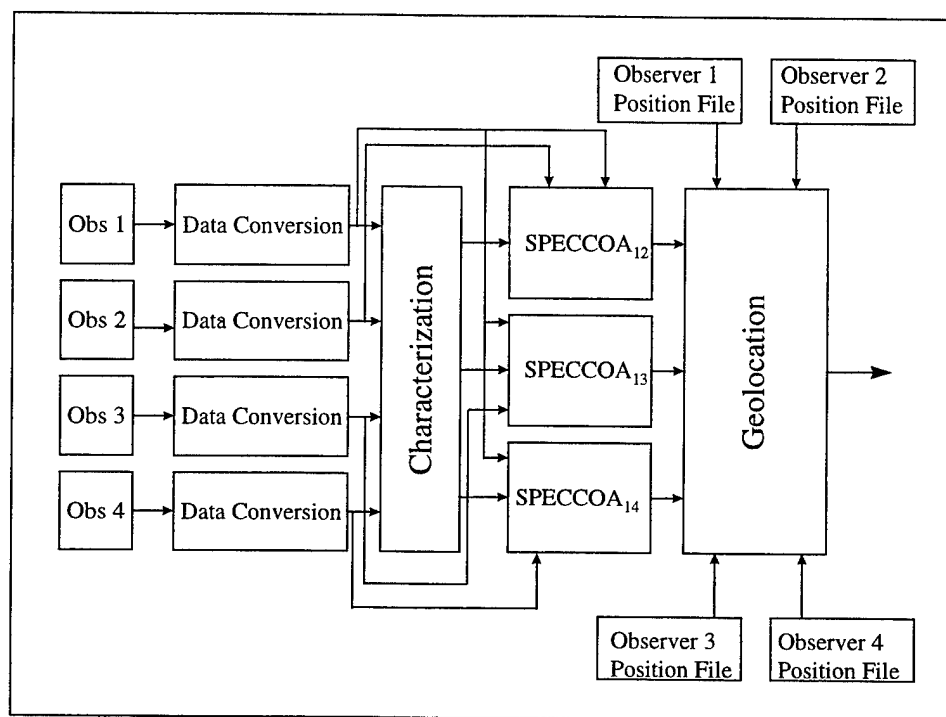 Observer 1
Position File
Observer 2
Position File
Obs 1
Data Conversion
Obs 2
Data Conversion
Obs 3
Data Conversion
Obs 4
Data Conversion
Characterization
SPECCOA12
SPECCOA13
SPECCOA14
Geolocation
Observer 3
Position File
Observer 4
Position File